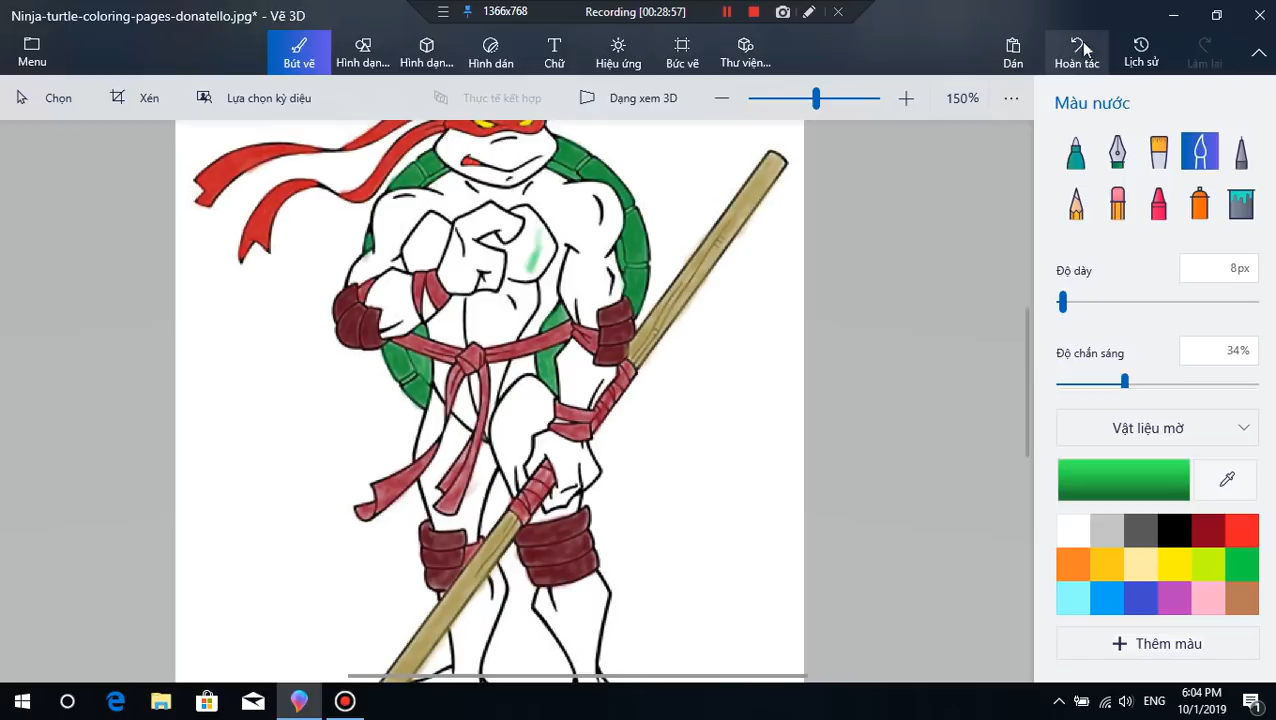 Ninja-turtle-coloring-pages-donatello.jpg* - Vẽ 3D
1366x768
Recording [00:28:57]
Menu
Bút vẽ
Hình dạn...
Hình dạn...
Hình dán
Chữ
Hiệu ứng
Bức vẽ
Thư viện...
Dán
Hoàn tác
Lịch sử
Làm lại
Chọn
Xén
Lựa chọn kỳ diệu
Thực tế kết hợp
Dạng xem 3D
150%
Màu nước
Độ dày
8px
Độ chắn sáng
34%
Vật liệu mờ
Thêm màu
ENG
6:04 PM
10/1/2019
1